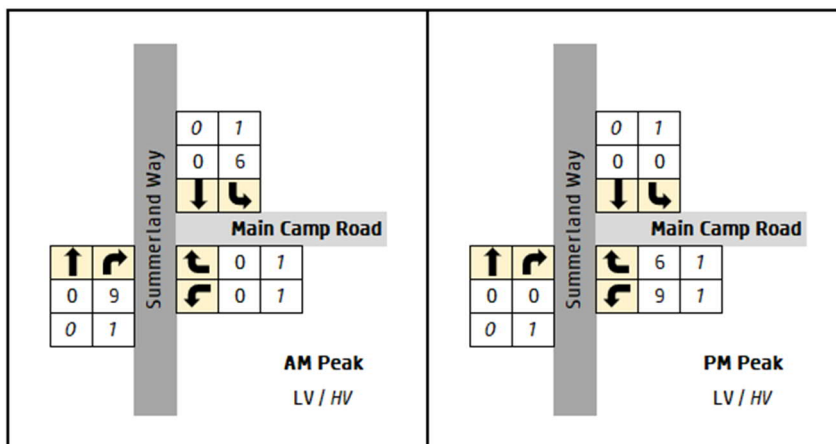 Summerland Way
0 1
0 6
Main Camp Road
0 1
0 9 0 1
0 1
AM Peak
LV / HV
Summerland Way
0 1
0 0
Main Camp Road
6 1
0 0 9 1
0 1
PM Peak
LV / HV